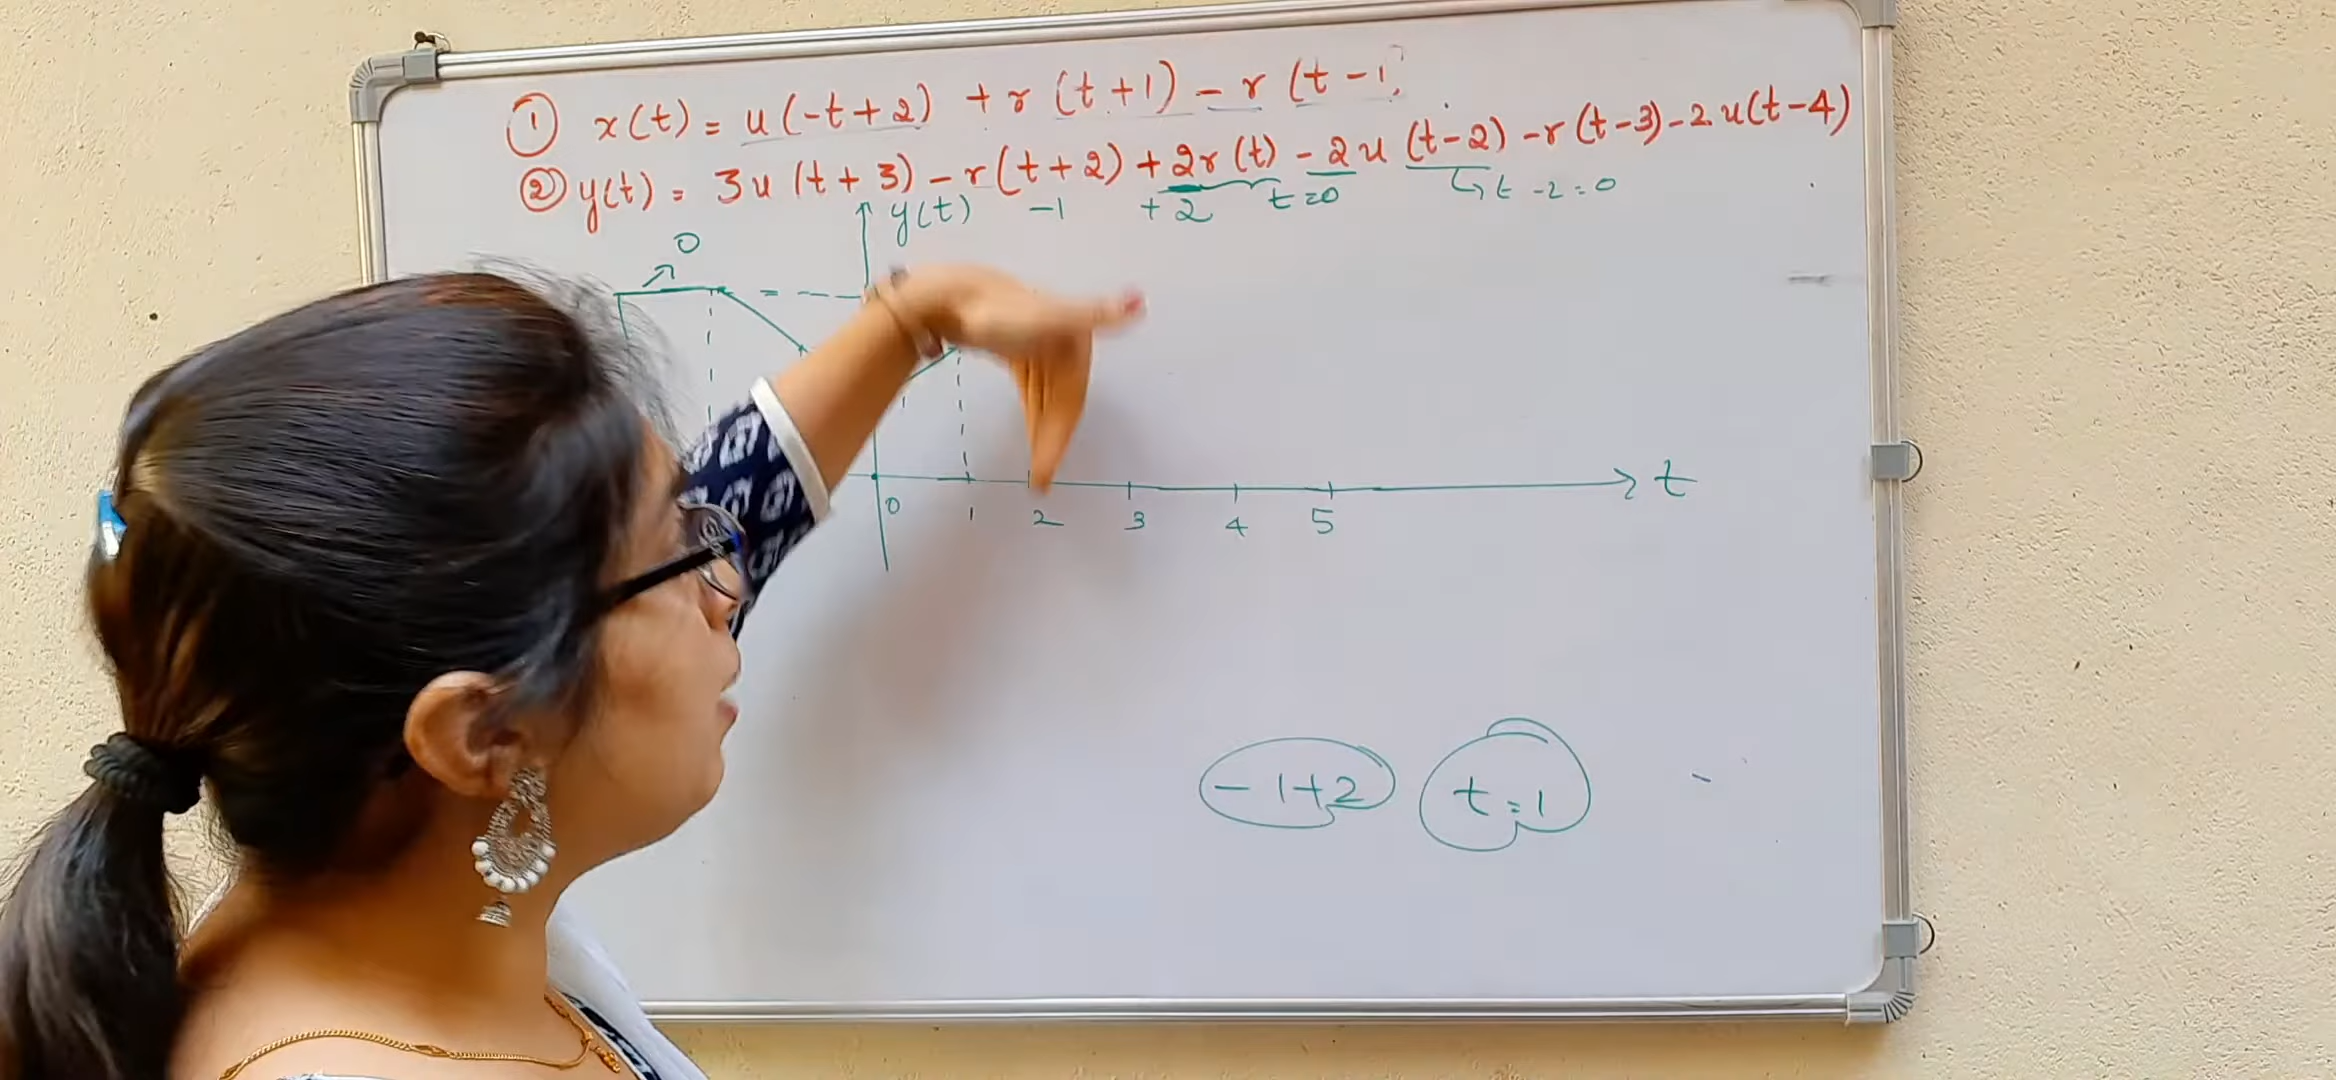 ① x(t) = u(-t+2) + r(t+1) - r(t-1)
② y(t) = 3u(t+3) - r(t+2) + 2r(t) - 2u(t-2) - r(t-3) - 2u(t-4)
y(t) -1 +2 t=0 ↳ t-2=0
0
t
0 1 2 3 4 5
-1+2 t=1